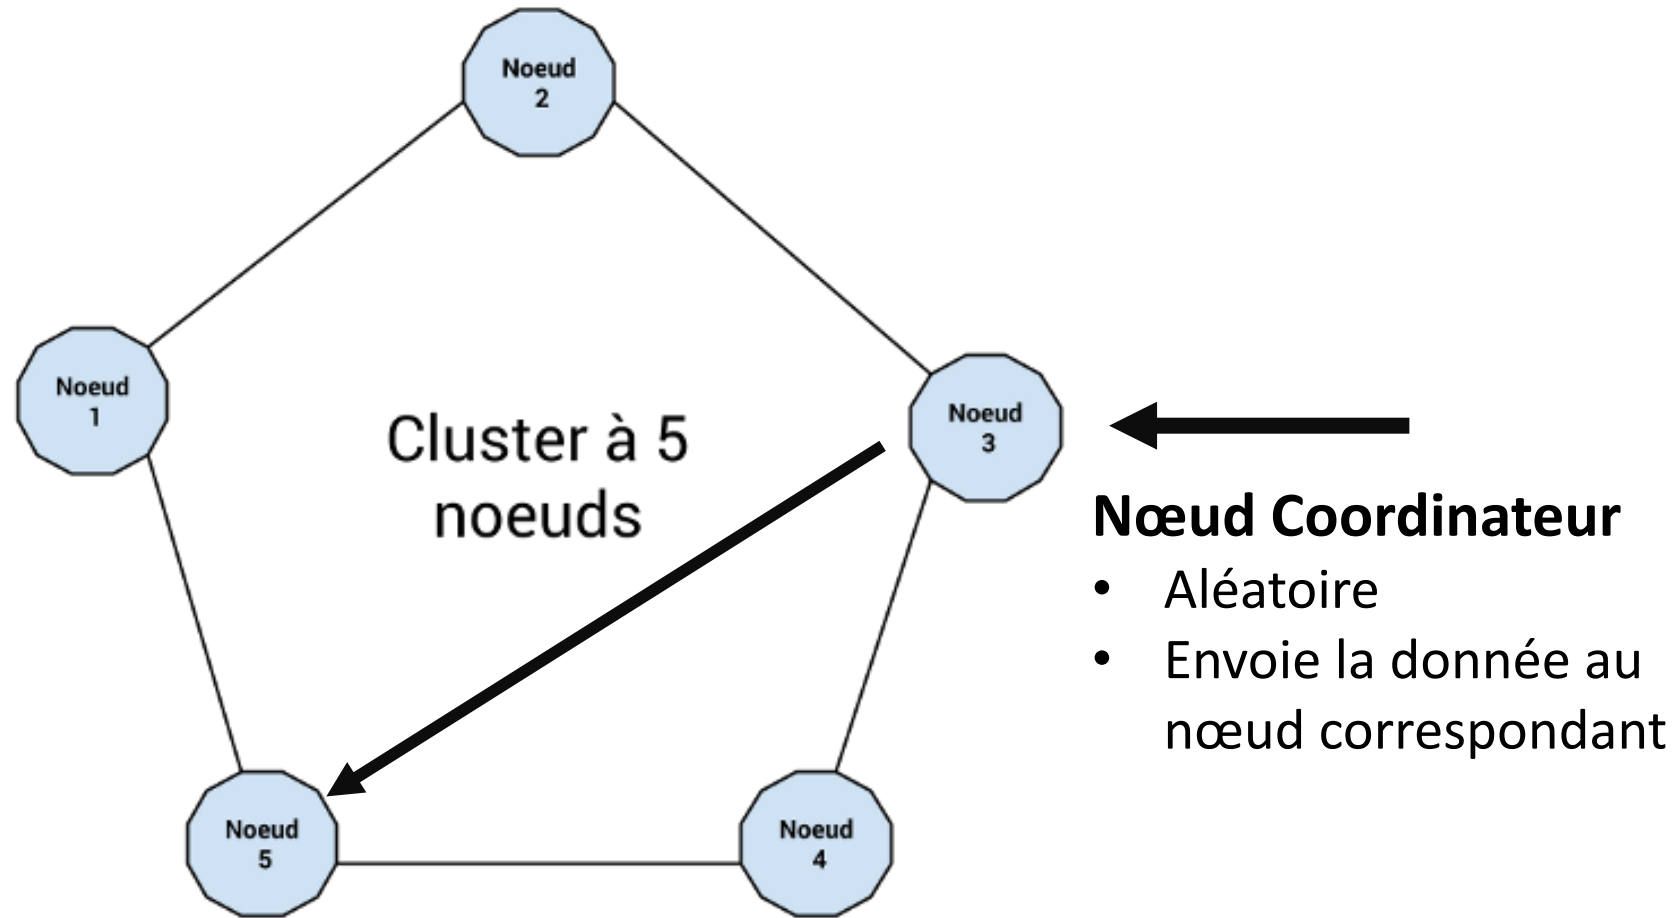 Noeud
2
Noeud
1
Noeud
3
Cluster à 5
noeuds
Nœud Coordinateur
• Aléatoire
• Envoie la donnée au
nœud correspondant
Noeud
5
Noeud
4